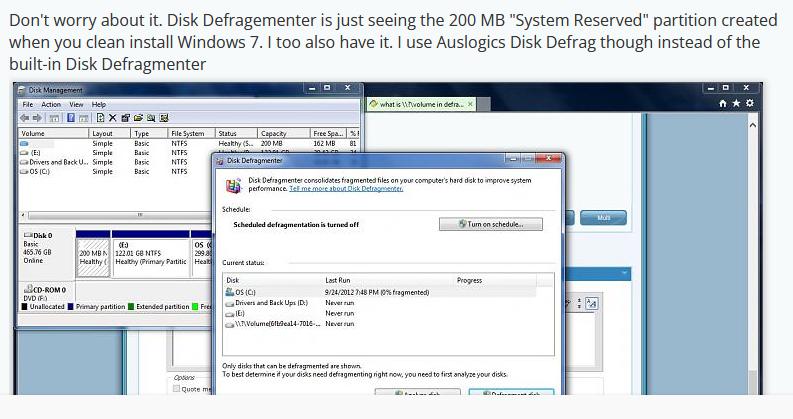 Don't worry about it. Disk Defragementer is just seeing the 200 MB "System Reserved" partition created
when you clean install Windows 7. I too also have it. I use Auslogics Disk Defrag though instead of the
built-in Disk Defragmenter
Disk Management
File Action View Help
what is \\?\volume in defra...
Volume Layout Type File System Status Capacity Free Spa... % F
Simple Basic NTFS Healthy (S... 200 MB 162 MB 81
(E:) Simple Basic NTFS
Drivers and Back U... Simple Basic NTFS
OS (C:) Simple Basic NTFS
Disk Defragmenter
Disk Defragmenter consolidates fragmented files on your computer's hard disk to improve system
performance. Tell me more about Disk Defragmenter.
Schedule:
Scheduled defragmentation is turned off
Turn on schedule...
Multi
Disk 0
Basic
465.76 GB
Online
200 MB N
Healthy (
(E:)
122.01 GB NTFS
Healthy (Primary Partitic
OS (
299.8
Healt
CD-ROM 0
DVD (F:)
Unallocated Primary partition Extended partition Fre
Current status:
Disk Last Run Progress
OS (C:) 9/24/2012 7:48 PM (0% fragmented)
Drivers and Back Ups (D:) Never run
(E:) Never run
\\?\Volume{6fb9ea14-7016-... Never run
Only disks that can be defragmented are shown.
To best determine if your disks need defragmenting right now, you need to first analyze your disks.
Options
Quote me
Analyze disk
Defragment disk